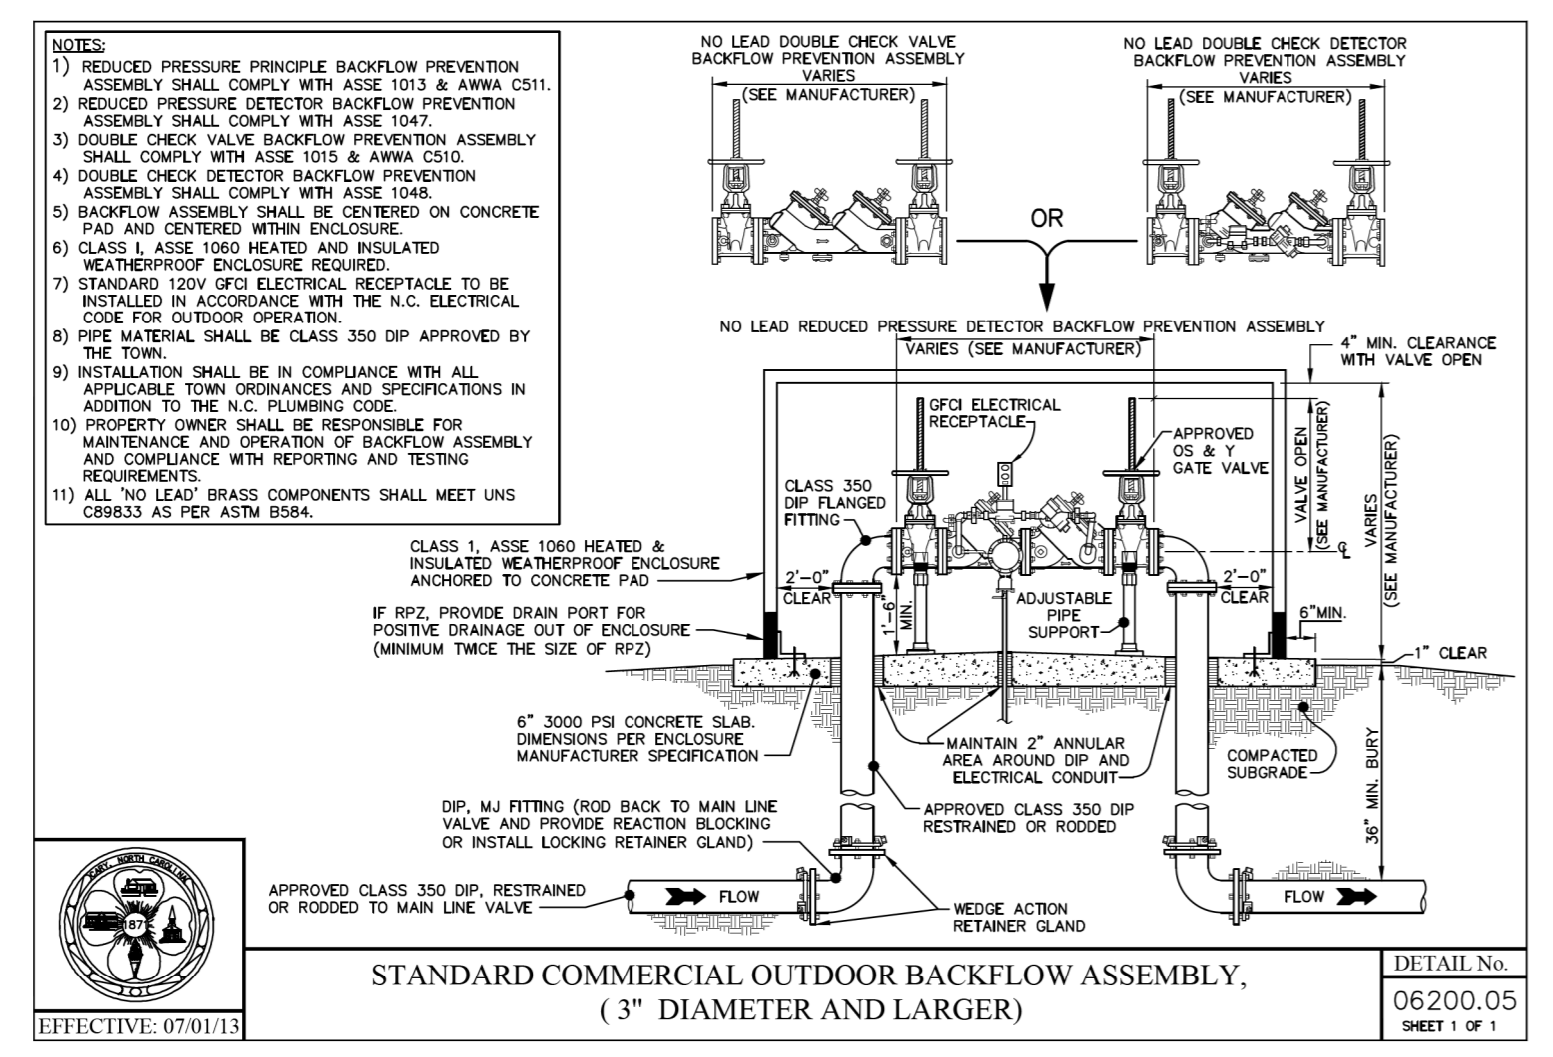 NOTES:
1) REDUCED PRESSURE PRINCIPLE BACKFLOW PREVENTION
ASSEMBLY SHALL COMPLY WITH ASSE 1013 & AWWA C511.
2) REDUCED PRESSURE DETECTOR BACKFLOW PREVENTION
ASSEMBLY SHALL COMPLY WITH ASSE 1047.
3) DOUBLE CHECK VALVE BACKFLOW PREVENTION ASSEMBLY
SHALL COMPLY WITH ASSE 1015 & AWWA C510.
4) DOUBLE CHECK DETECTOR BACKFLOW PREVENTION
ASSEMBLY SHALL COMPLY WITH ASSE 1048.
5) BACKFLOW ASSEMBLY SHALL BE CENTERED ON CONCRETE
PAD AND CENTERED WITHIN ENCLOSURE.
6) CLASS I, ASSE 1060 HEATED AND INSULATED
WEATHERPROOF ENCLOSURE REQUIRED.
7) STANDARD 120V GFCI ELECTRICAL RECEPTACLE TO BE
INSTALLED IN ACCORDANCE WITH THE N.C. ELECTRICAL
CODE FOR OUTDOOR OPERATION.
8) PIPE MATERIAL SHALL BE CLASS 350 DIP APPROVED BY
THE TOWN.
9) INSTALLATION SHALL BE IN COMPLIANCE WITH ALL
APPLICABLE TOWN ORDINANCES AND SPECIFICATIONS IN
ADDITION TO THE N.C. PLUMBING CODE.
10) PROPERTY OWNER SHALL BE RESPONSIBLE FOR
MAINTENANCE AND OPERATION OF BACKFLOW ASSEMBLY
AND COMPLIANCE WITH REPORTING AND TESTING
REQUIREMENTS.
11) ALL 'NO LEAD' BRASS COMPONENTS SHALL MEET UNS
C89833 AS PER ASTM B584.
NO LEAD DOUBLE CHECK VALVE
BACKFLOW PREVENTION ASSEMBLY
VARIES
(SEE MANUFACTURER)
NO LEAD DOUBLE CHECK DETECTOR
BACKFLOW PREVENTION ASSEMBLY
VARIES
(SEE MANUFACTURER)
OR
NO LEAD REDUCED PRESSURE DETECTOR BACKFLOW PREVENTION ASSEMBLY
VARIES (SEE MANUFACTURER)
4" MIN. CLEARANCE
WITH VALVE OPEN
GFCI ELECTRICAL
RECEPTACLE
APPROVED
OS & Y
GATE VALVE
VALVE OPEN
(SEE MANUFACTURER)
VARIES
(SEE MANUFACTURER)
CLASS 350
DIP FLANGED
FITTING
CLASS 1, ASSE 1060 HEATED &
INSULATED WEATHERPROOF ENCLOSURE
ANCHORED TO CONCRETE PAD
2'-0"
CLEAR
1'-6"
MIN.
ADJUSTABLE
PIPE
SUPPORT
2'-0"
CLEAR
CL
6"MIN.
IF RPZ, PROVIDE DRAIN PORT FOR
POSITIVE DRAINAGE OUT OF ENCLOSURE
(MINIMUM TWICE THE SIZE OF RPZ)
1" CLEAR
6" 3000 PSI CONCRETE SLAB.
DIMENSIONS PER ENCLOSURE
MANUFACTURER SPECIFICATION
MAINTAIN 2" ANNULAR
AREA AROUND DIP AND
ELECTRICAL CONDUIT
COMPACTED
SUBGRADE
36" MIN. BURY
DIP, MJ FITTING (ROD BACK TO MAIN LINE
VALVE AND PROVIDE REACTION BLOCKING
OR INSTALL LOCKING RETAINER GLAND)
APPROVED CLASS 350 DIP
RESTRAINED OR RODDED
APPROVED CLASS 350 DIP, RESTRAINED
OR RODDED TO MAIN LINE VALVE
FLOW
FLOW
WEDGE ACTION
RETAINER GLAND
CARY, NORTH CAROLINA
1871
EFFECTIVE: 07/01/13
STANDARD COMMERCIAL OUTDOOR BACKFLOW ASSEMBLY,
( 3" DIAMETER AND LARGER)
DETAIL No.
06200.05
SHEET 1 OF 1